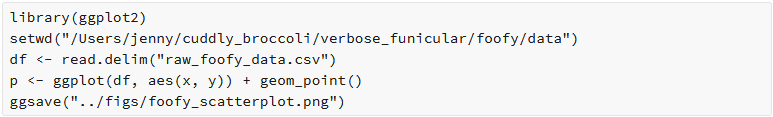 library(ggplot2)
setwd("/Users/jenny/cuddly_broccoli/verbose_funicular/foofy/data")
df <- read.delim("raw_foofy_data.csv")
p <- ggplot(df, aes(x, y)) + geom_point()
ggsave("../figs/foofy_scatterplot.png")